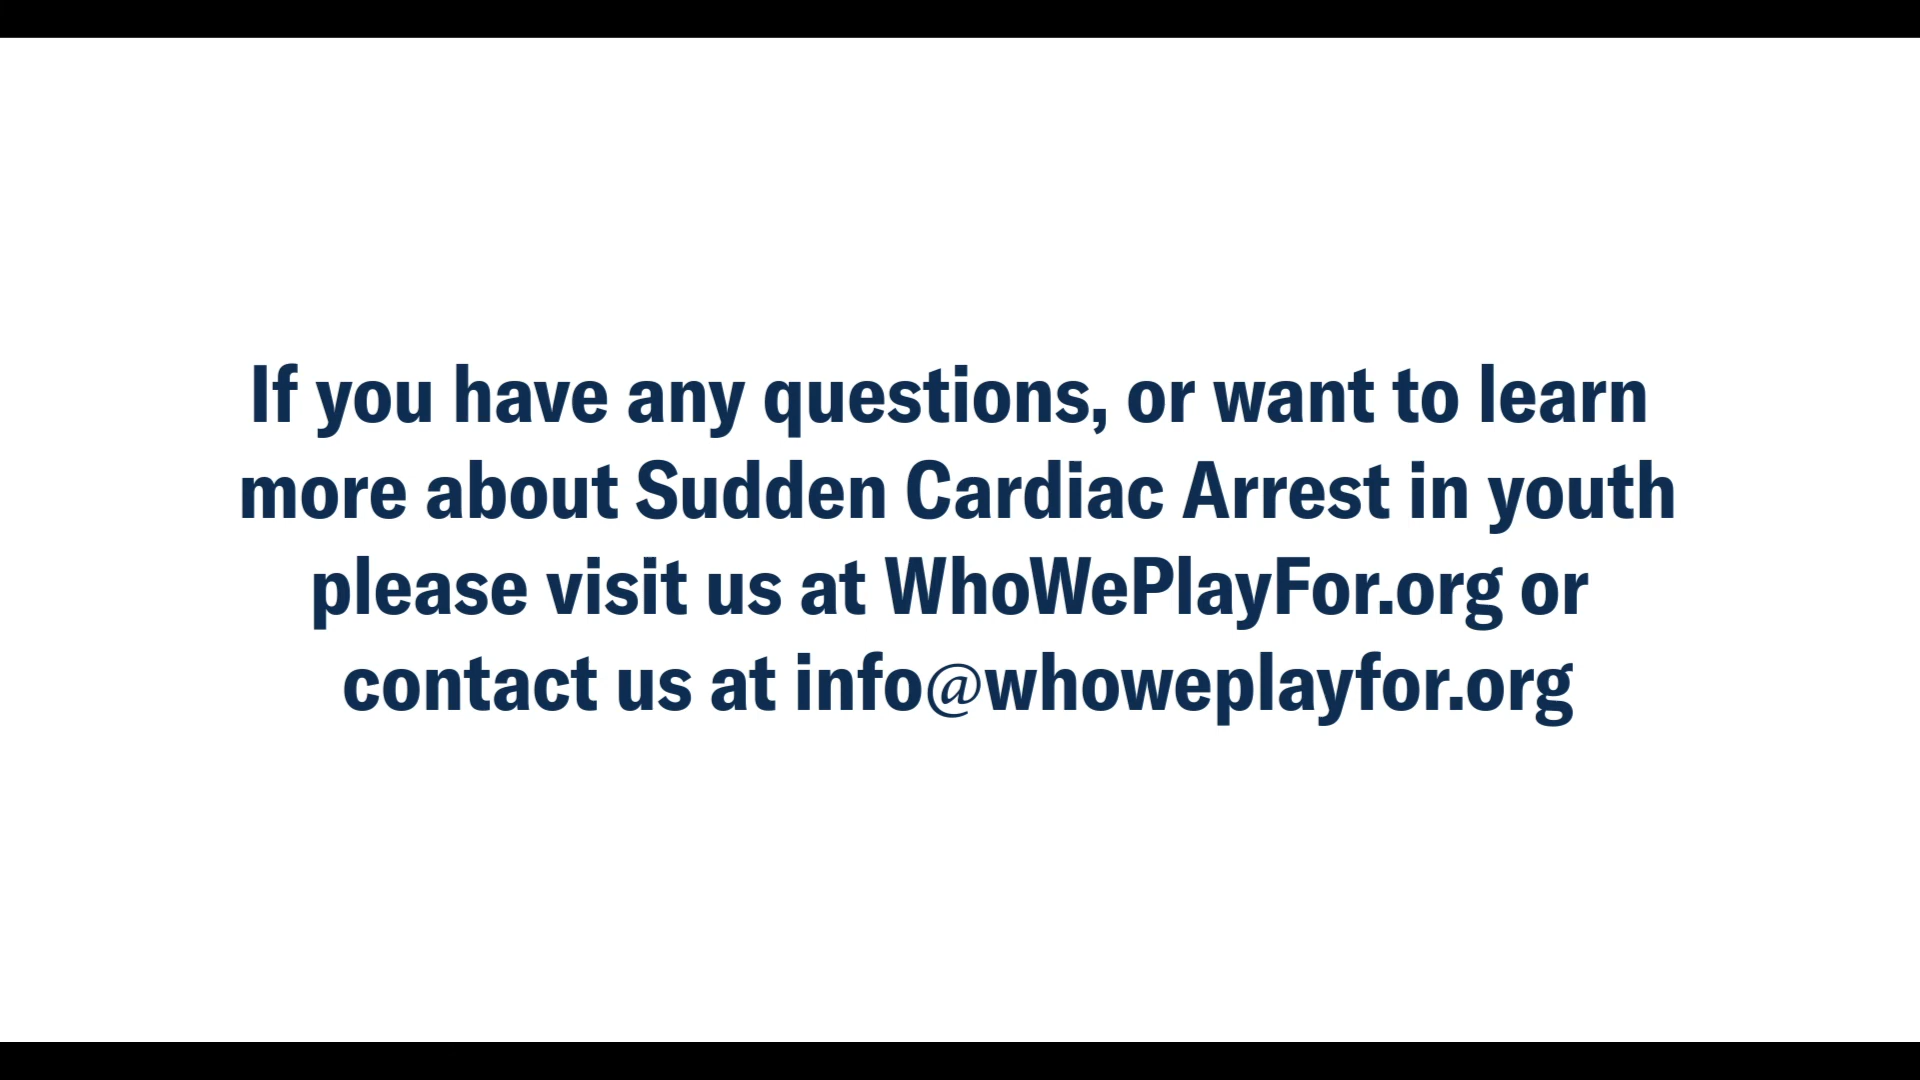 If you have any questions, or want to learn
more about Sudden Cardiac Arrest in youth
please visit us at WhoWePlayFor.org or
contact us at info@whoweplayfor.org